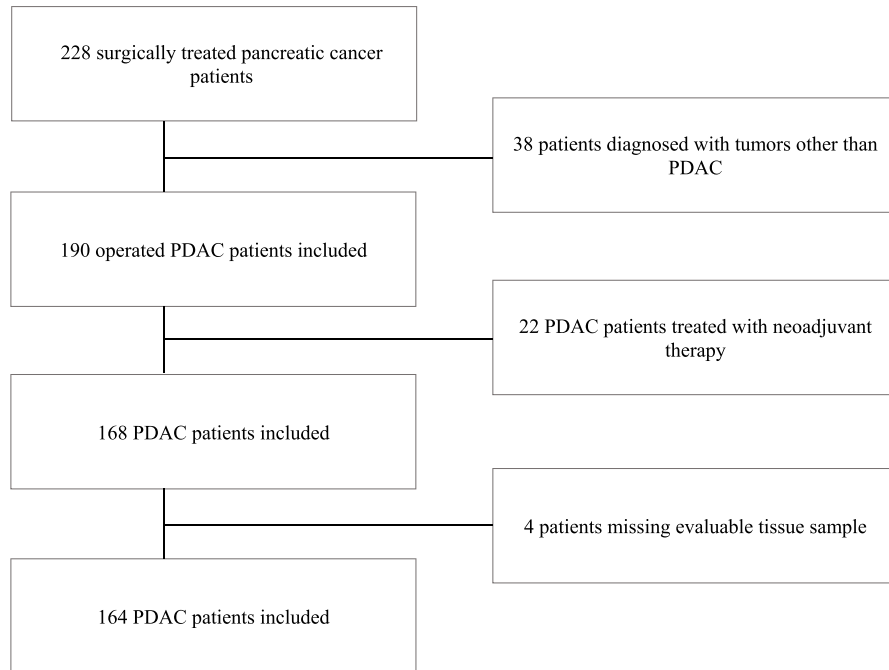 228 surgically treated pancreatic cancer
patients
38 patients diagnosed with tumors other than
PDAC
190 operated PDAC patients included
22 PDAC patients treated with neoadjuvant
therapy
168 PDAC patients included
4 patients missing evaluable tissue sample
164 PDAC patients included